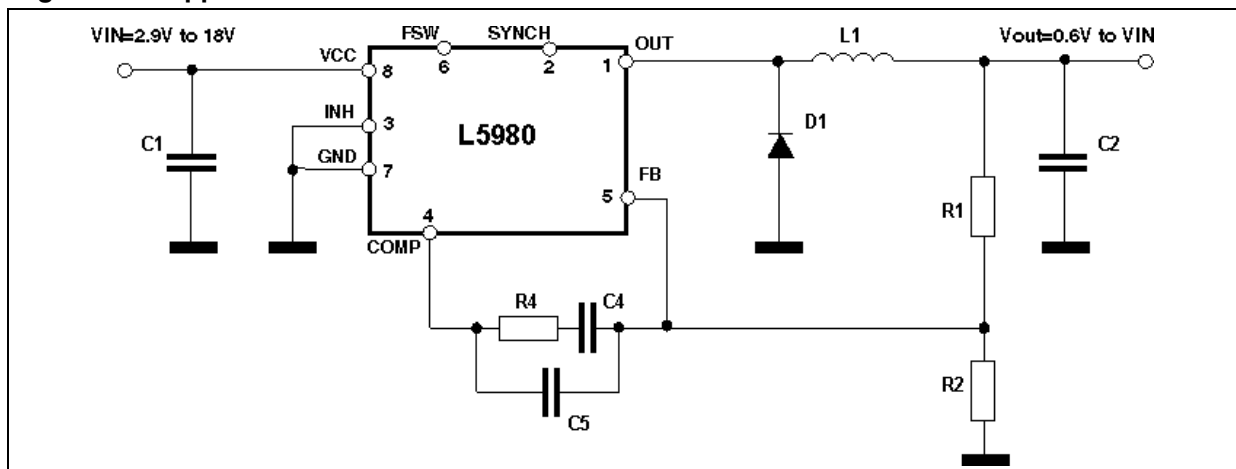 VIN=2.9V to 18V
FSW
SYNCH
OUT
L1
Vout=0.6V to VIN
VCC
8
6
2
1
INH
3
C1
L5980
D1
C2
GND
7
FB
5
R1
4
COMP
R4
C4
R2
C5